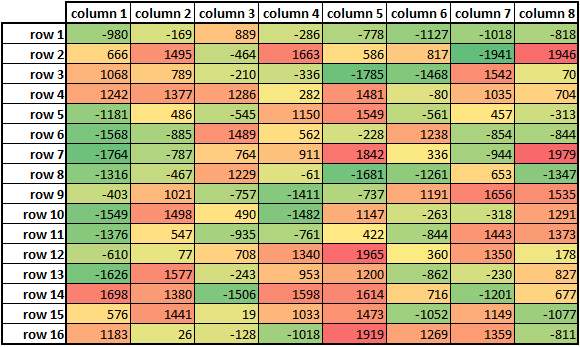 column 1 column 2 column 3 column 4 column 5 column 6 column 7 column 8
row 1 -980 -169 889 -286 -778 -1127 -1018 -818
row 2 666 1495 -464 1663 586 817 -1941 1946
row 3 1068 789 -210 -336 -1785 -1468 1542 70
row 4 1242 1377 1286 282 1481 -80 1035 704
row 5 -1181 486 -545 1150 1549 -561 457 -313
row 6 -1568 -885 1489 562 -228 1238 -854 -844
row 7 -1764 -787 764 911 1842 336 -944 1979
row 8 -1316 -467 1229 -61 -1681 -1261 653 -1347
row 9 -403 1021 -757 -1411 -737 1191 1656 1535
row 10 -1549 1498 490 -1482 1147 -263 -318 1291
row 11 -1376 547 -935 -761 422 -844 1443 1373
row 12 -610 77 708 1340 1965 360 1350 178
row 13 -1626 1577 -243 953 1200 -862 -230 827
row 14 1698 1380 -1506 1598 1614 716 -1201 677
row 15 576 1441 19 1033 1473 -1052 1149 -1077
row 16 1183 26 -128 -1018 1919 1269 1359 -811